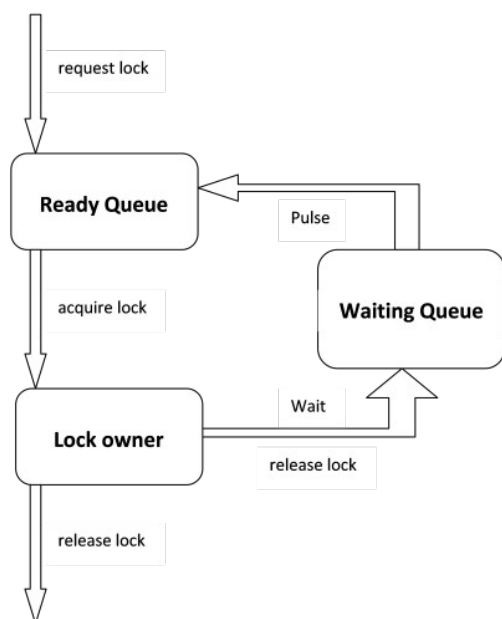 request lock
Ready Queue
Pulse
acquire lock
Waiting Queue
Wait
Lock owner
release lock
release lock